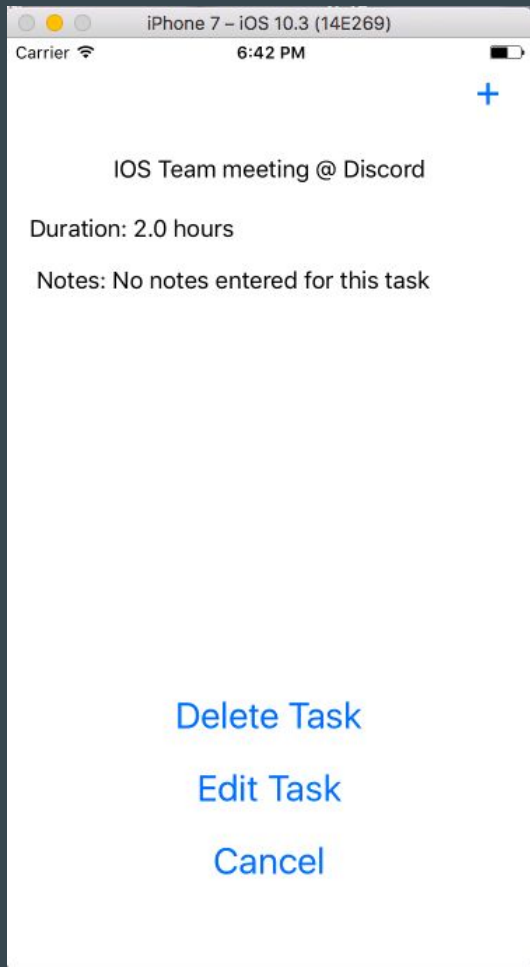 iPhone 7 – iOS 10.3 (14E269)
Carrier 6:42 PM
+
IOS Team meeting @ Discord
Duration: 2.0 hours
Notes: No notes entered for this task
Delete Task
Edit Task
Cancel